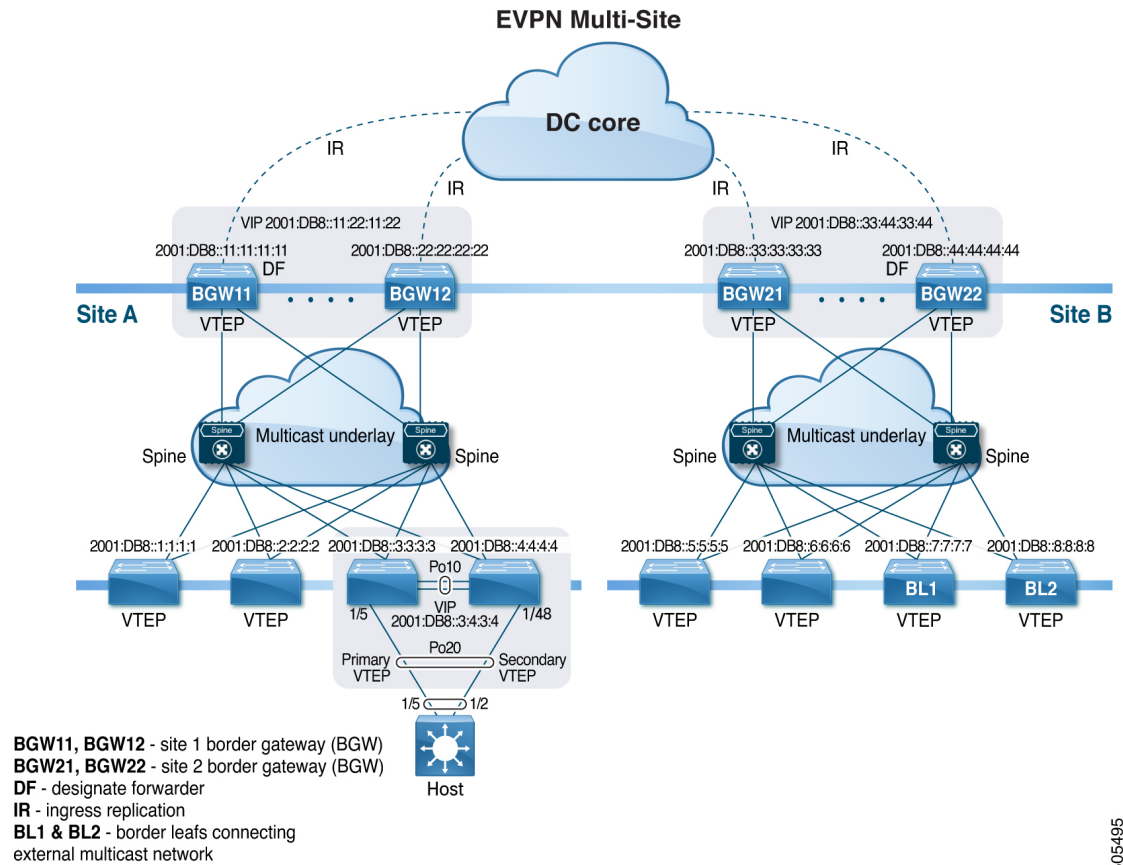 EVPN Multi-Site
DC core
IR
IR
IR
IR
VIP 2001:DB8::11:22:11:22
VIP 2001:DB8::33:44:33:44
2001:DB8::11:11:11:11
2001:DB8::22:22:22:22
2001:DB8::33:33:33:33
2001:DB8::44:44:44:44
DF
DF
BGW11
BGW12
BGW21
BGW22
Site A
Site B
VTEP
VTEP
VTEP
VTEP
Spine
Spine
Spine
Spine
Multicast underlay
Multicast underlay
Spine
Spine
Spine
Spine
2001:DB8::1:1:1:1
2001:DB8::2:2:2:2
2001:DB8::3:3:3:3
2001:DB8::4:4:4:4
2001:DB8::5:5:5:5
2001:DB8::6:6:6:6
2001:DB8::7:7:7:7
2001:DB8::8:8:8:8
Po10
BL1
BL2
VTEP
VTEP
1/5
VIP
2001:DB8::3:4:3:4
1/48
VTEP
VTEP
VTEP
VTEP
Po20
Primary
VTEP
Secondary
VTEP
1/5
1/2
Host
BGW11, BGW12 - site 1 border gateway (BGW)
BGW21, BGW22 - site 2 border gateway (BGW)
DF - designate forwarder
IR - ingress replication
BL1 & BL2 - border leafs connecting
external multicast network